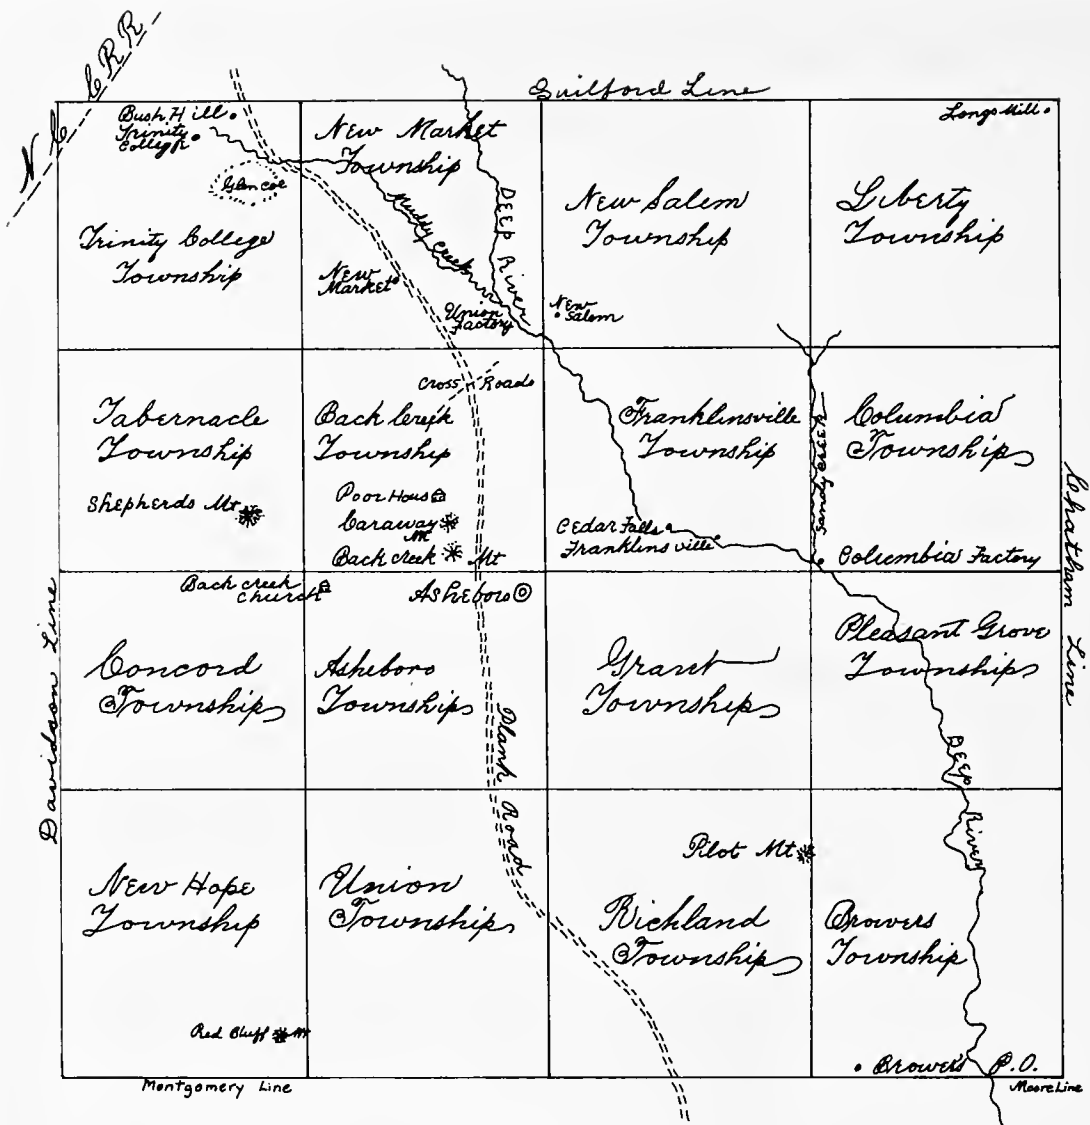 N C R R
Guilford Line
Bush Hill
Trinity
College
Glencoe
New Market
Township
Longs Mill
Trinity College
Township
Muddy Creek
DEEP River
New Salem
Township
Liberty
Township
New
Market
Union
Factory
New
Salem
Cross Roads
Tabernacle
Township
Back Creek
Township
Franklinsville
Township
Sandy Creek
Columbia
Township
Shepherds Mt
Poor House
Caraway
Mt
Back creek Mt
Cedar Falls
Franklinsville
Columbia Factory
Chatham Line
Davidson Line
Back creek
church
Asheboro
Concord
Township
Asheboro
Township
Grant
Township
Pleasant Grove
Township
Plank Road
DEEP River
Pilot Mt
New Hope
Township
Union
Township
Richland
Township
Browers
Township
Red Bluff Mt
Browers P.O.
Montgomery Line
Moore Line